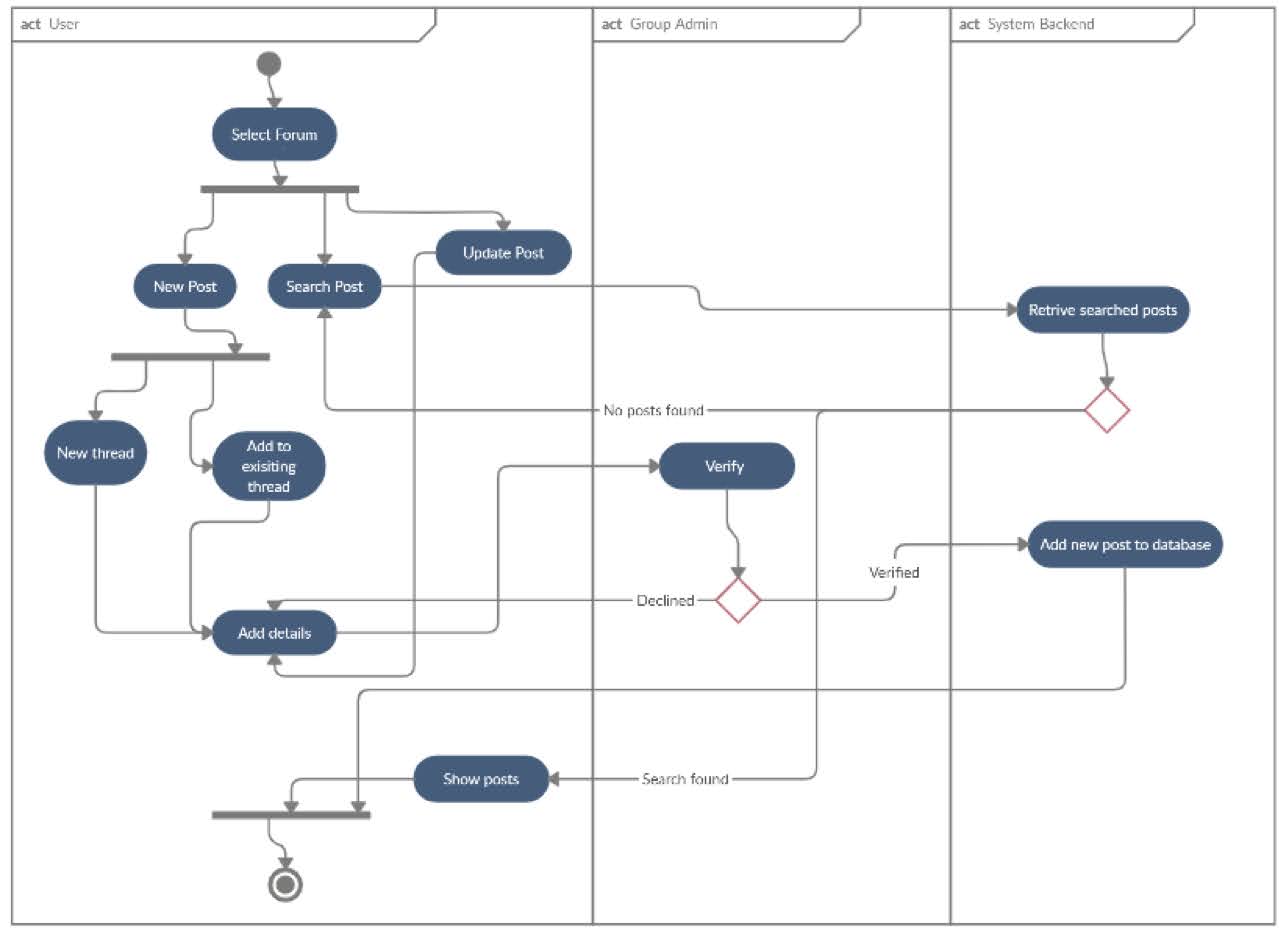 act User
act Group Admin
act System Backend
Select Forum
Update Post
New Post
Search Post
Retrive searched posts
No posts found
New thread
Add to
exisiting
thread
Verify
Add new post to database
Verified
Declined
Add details
Show posts
Search found